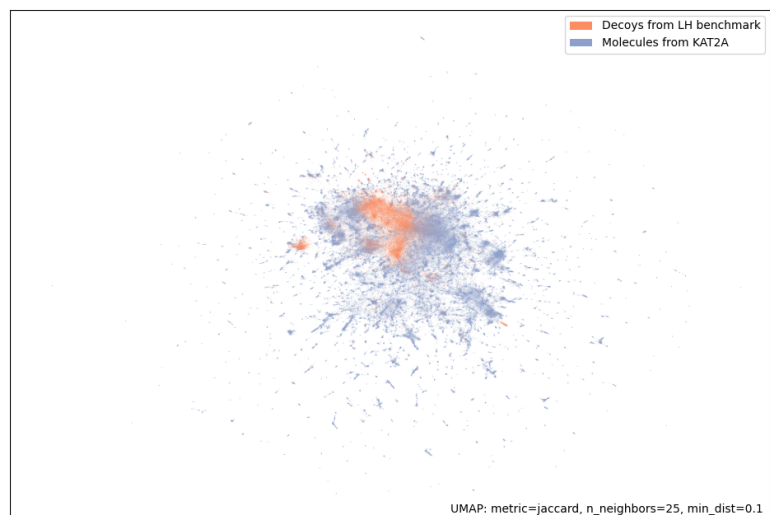 Decoys from LH benchmark
Molecules from KAT2A
UMAP: metric=jaccard, n_neighbors=25, min_dist=0.1